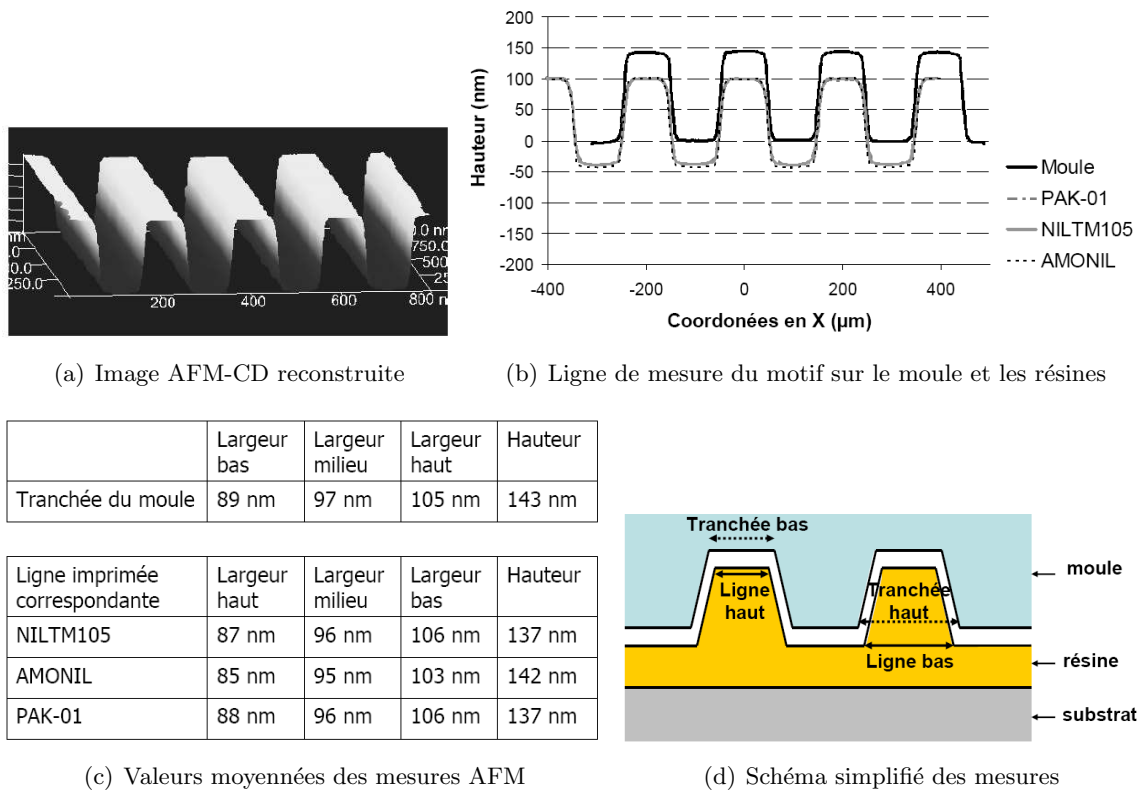 200
400
600
800 n
nm
0.0
250.0
0.0 n
750.0
500
25
200
150
100
50
0
-50
-100
-150
-200
Hauteur (nm)
-400
-200
0
200
400
Coordonées en X (µm)
Moule
PAK-01
NILTM105
AMONIL
(a) Image AFM-CD reconstruite
(b) Ligne de mesure du motif sur le moule et les résines
Largeur bas
Largeur milieu
Largeur haut
Hauteur
Tranchée du moule 89 nm 97 nm 105 nm 143 nm
Ligne imprimée correspondante
Largeur haut
Largeur milieu
Largeur bas
Hauteur
NILTM105 87 nm 96 nm 106 nm 137 nm
AMONIL 85 nm 95 nm 103 nm 142 nm
PAK-01 88 nm 96 nm 106 nm 137 nm
Tranchée bas
Ligne haut
Tranchée haut
Ligne bas
moule
résine
substrat
(c) Valeurs moyennées des mesures AFM
(d) Schéma simplifié des mesures